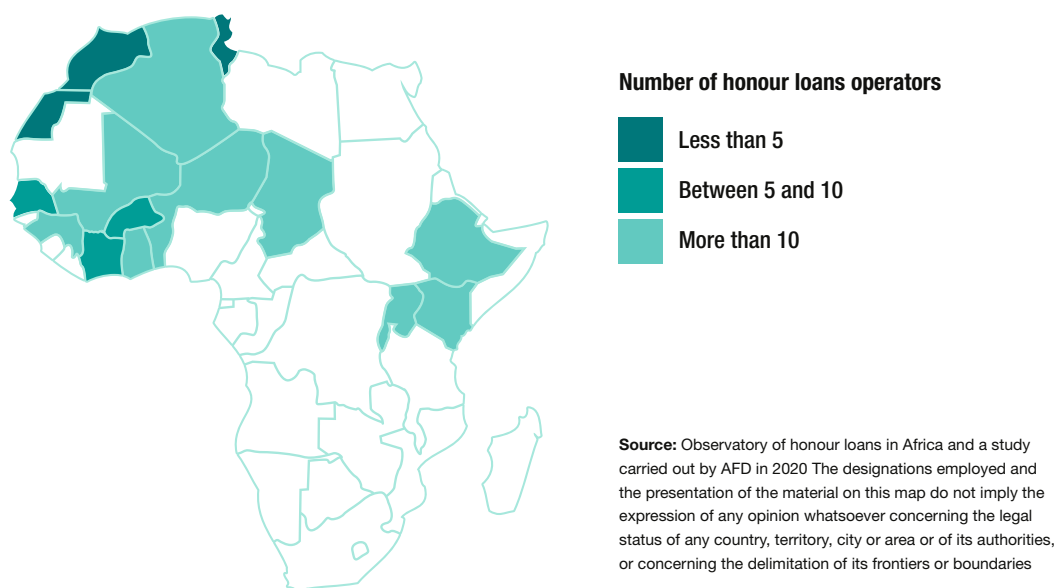 Number of honour loans operators
Less than 5
Between 5 and 10
More than 10
Source: Observatory of honour loans in Africa and a study
carried out by AFD in 2020 The designations employed and
the presentation of the material on this map do not imply the
expression of any opinion whatsoever concerning the legal
status of any country, territory, city or area or of its authorities,
or concerning the delimitation of its frontiers or boundaries